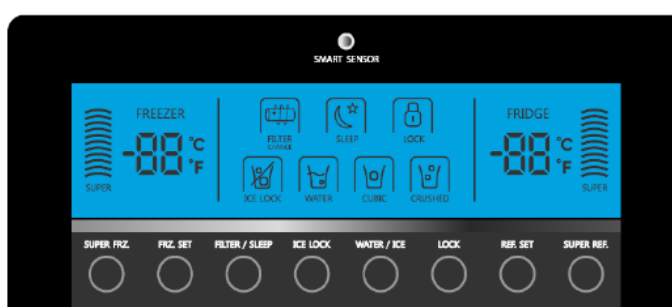 SMART SENSOR
FREEZER
-88 °C
°F
SUPER
FILTER
CHANGE
SLEEP
LOCK
ICE LOCK
WATER
CUBIC
CRUSHED
FRIDGE
-88 °C
°F
SUPER
SUPER FRZ.
FRZ. SET
FILTER / SLEEP
ICE LOCK
WATER / ICE
LOCK
REF. SET
SUPER REF.